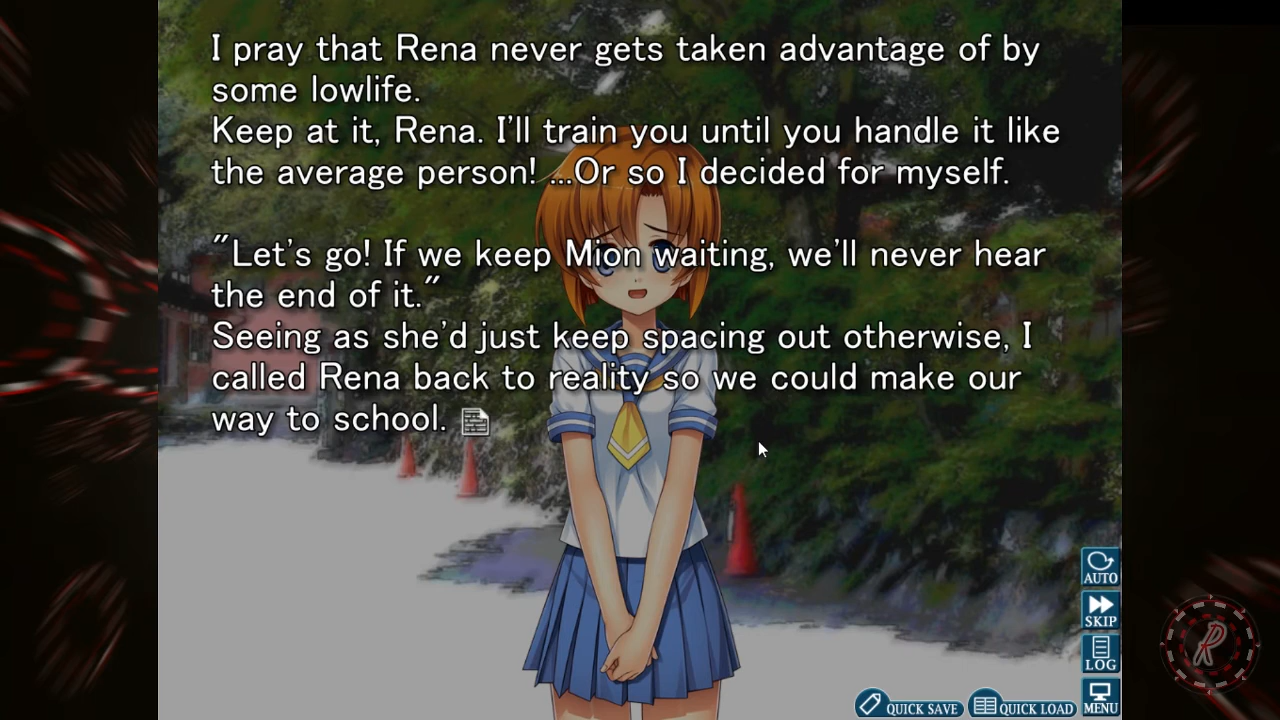 I pray that Rena never gets taken advantage of by
some lowlife.
Keep at it, Rena. I'll train you until you handle it like
the average person! ...Or so I decided for myself.
"Let's go! If we keep Mion waiting, we'll never hear
the end of it."
Seeing as she'd just keep spacing out otherwise, I
called Rena back to reality so we could make our
way to school.
AUTO
SKIP
LOG
MENU
QUICK SAVE
QUICK LOAD
R